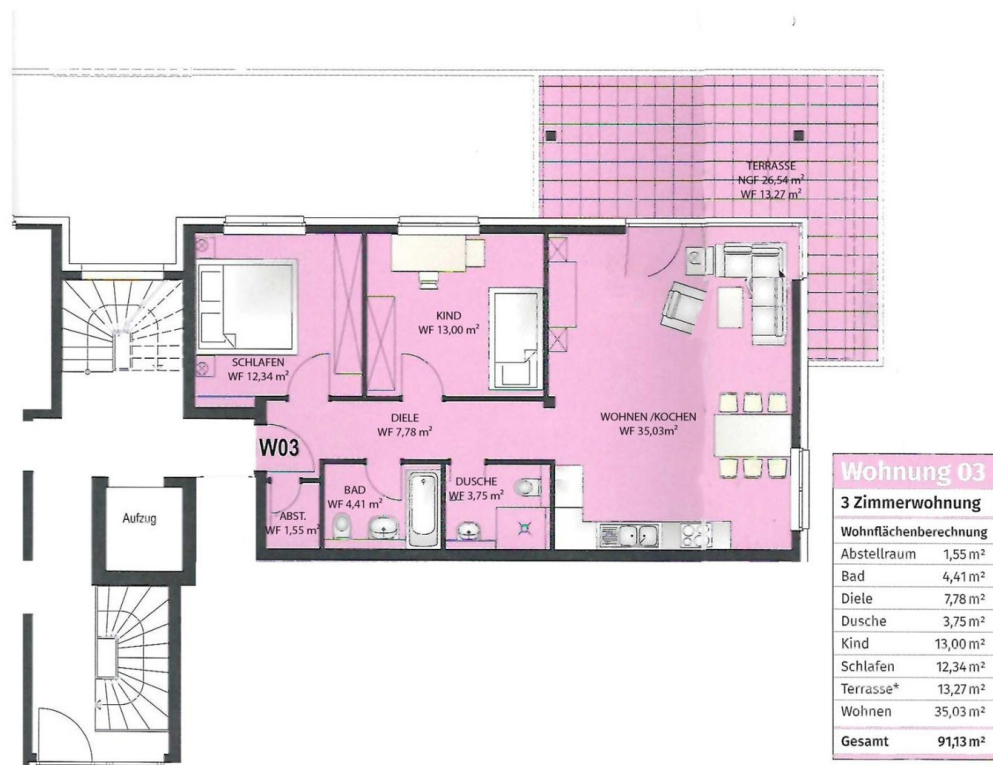 TERRASSE
NGF 26,54 m²
WF 13,27 m²
KIND
WF 13,00 m²
SCHLAFEN
WF 12,34 m²
DIELE
WF 7,78 m²
WOHNEN /KOCHEN
WF 35,03m²
W03
BAD
WF 4,41 m²
DUSCHE
WF 3,75 m²
ABST.
WF 1,55 m²
Aufzug
Wohnung 03
3 Zimmerwohnung
Wohnflächenberechnung
Abstellraum 1,55 m²
Bad 4,41 m²
Diele 7,78 m²
Dusche 3,75 m²
Kind 13,00 m²
Schlafen 12,34 m²
Terrasse* 13,27 m²
Wohnen 35,03 m²
Gesamt 91,13 m²